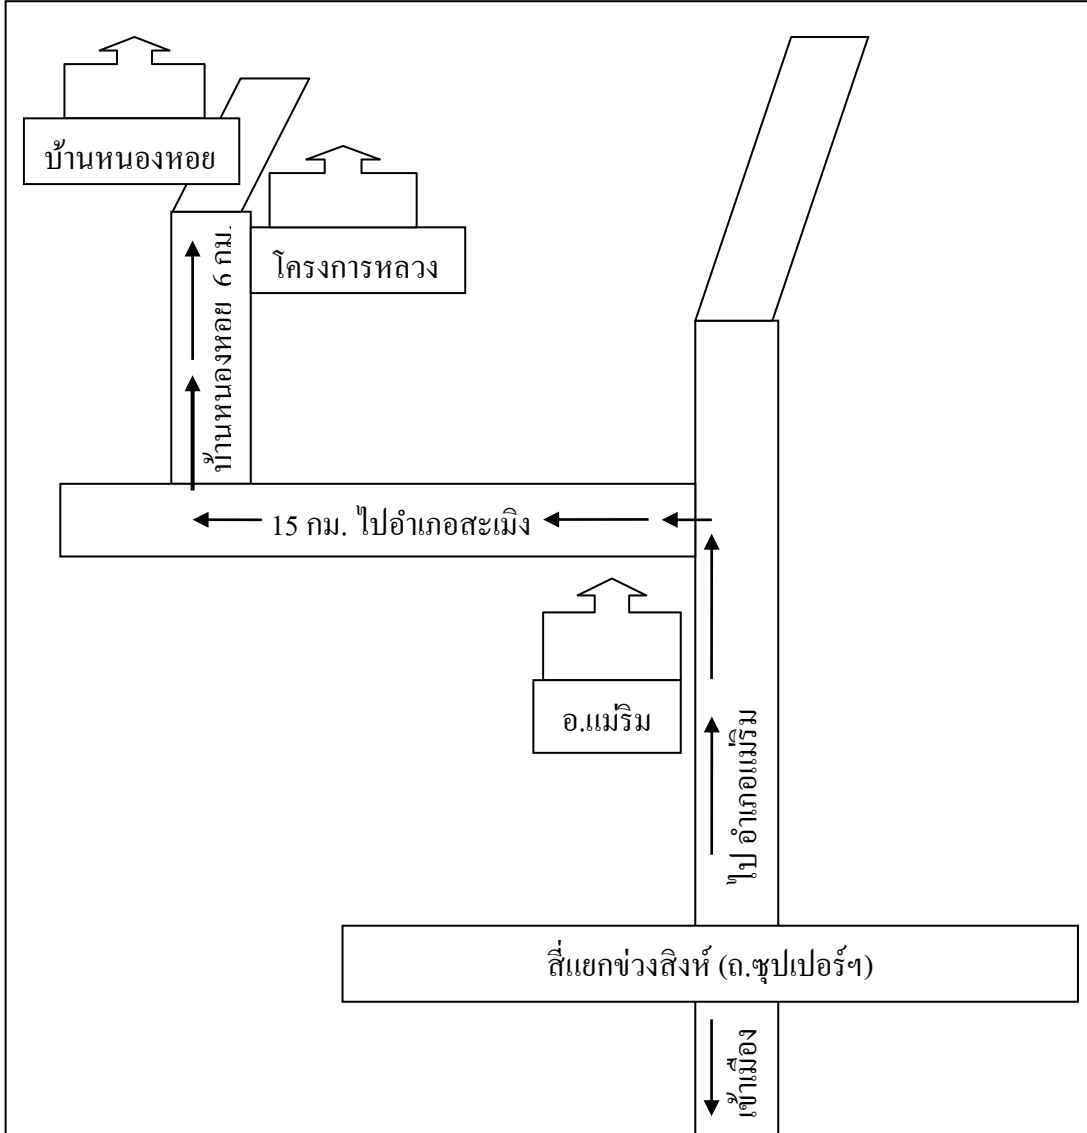 บ้านหนองหอย
โครงการหลวง
บ้านหนองหอย 6 กม.
15 กม. ไปอำเภอสะเมิง
อ.แม่ริม
ไป อำเภอแม่ริม
สี่แยกข่วงสิงห์ (ถ.ซุปเปอร์ฯ)
เข้าเมือง